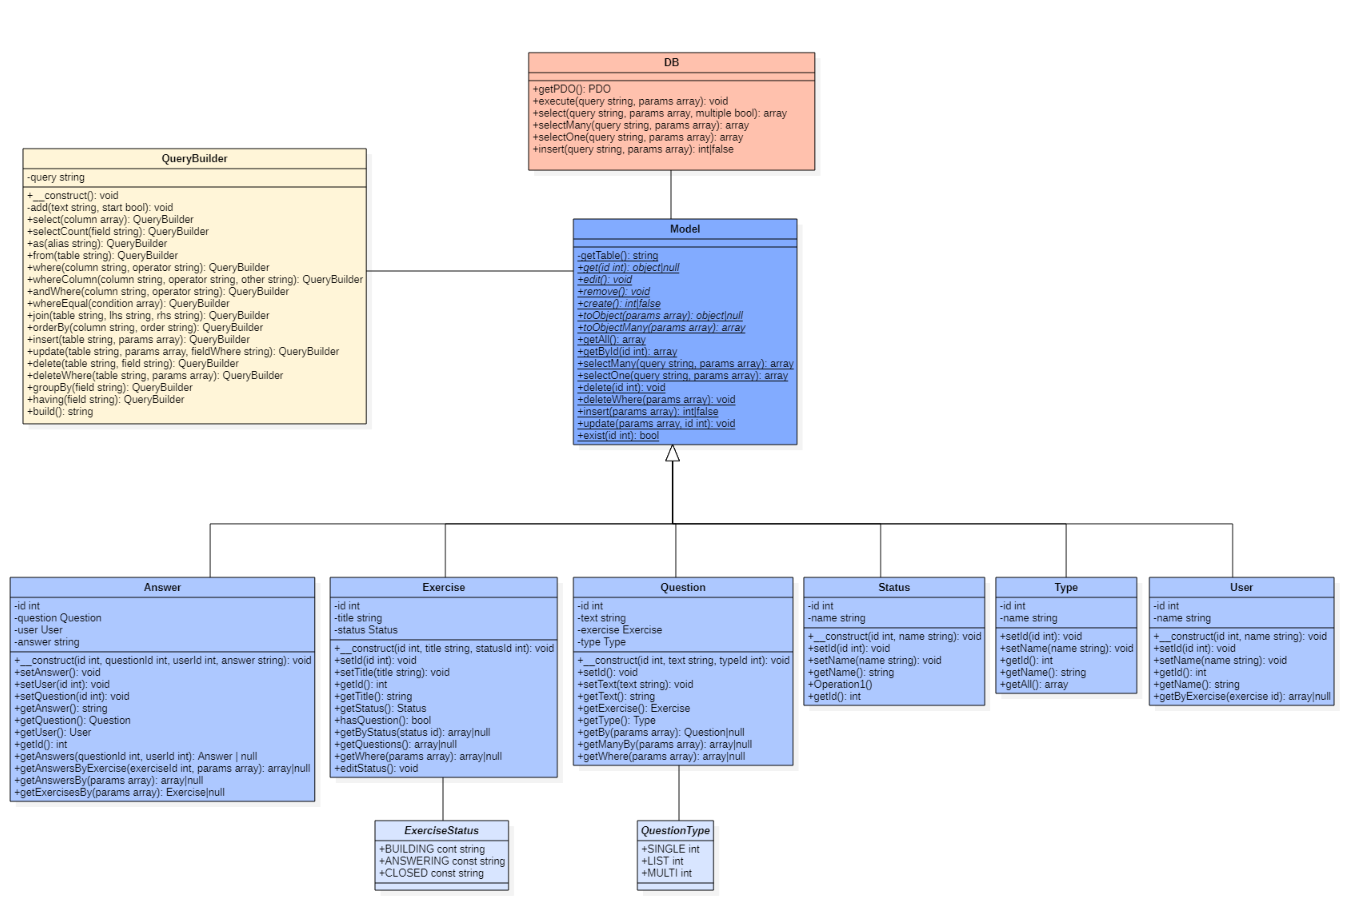 DB
+getPDO(): PDO
+execute(query string, params array): void
+select(query string, params array, multiple bool): array
+selectMany(query string, params array): array
+selectOne(query string, params array): array
+insert(query string, params array): int|false
QueryBuilder
-query string
+__construct(): void
-add(text string, start bool): void
+select(column array): QueryBuilder
+selectCount(field string): QueryBuilder
+as(alias string): QueryBuilder
+from(table string): QueryBuilder
+where(column string, operator string): QueryBuilder
+whereColumn(column string, operator string, other string): QueryBuilder
+andWhere(column string, operator string): QueryBuilder
+whereEqual(condition array): QueryBuilder
+join(table string, lhs string, rhs string): QueryBuilder
+orderBy(column string, order string): QueryBuilder
+insert(table string, params array): QueryBuilder
+update(table string, params array, fieldWhere string): QueryBuilder
+delete(table string, field string): QueryBuilder
+deleteWhere(table string, params array): QueryBuilder
+groupBy(field string): QueryBuilder
+having(field string): QueryBuilder
+build(): string
Model
-getTable(): string
+get(id int): object|null
+edit(): void
+remove(): void
+create(): int|false
+toObject(params array): object|null
+toObjectMany(params array): array
+getAll(): array
+getById(id int): array
+selectMany(query string, params array): array
+selectOne(query string, params array): array
+delete(id int): void
+deleteWhere(params array): void
+insert(params array): int|false
+update(params array, id int): void
+exist(id int): bool
Answer
-id int
-question Question
-user User
-answer string
+__construct(id int, questionId int, userId int, answer string): void
+setAnswer(): void
+setUser(id int): void
+setQuestion(id int): void
+getAnswer(): string
+getQuestion(): Question
+getUser(): User
+getId(): int
+getAnswers(questionId int, userId int): Answer | null
+getAnswersByExercise(exerciseId int, params array): array|null
+getAnswersBy(params array): array|null
+getExercisesBy(params array): Exercise|null
Exercise
-id int
-title string
-status Status
+__construct(id int, title string, statusId int): void
+setId(id int): void
+setTitle(title string): void
+getId(): int
+getTitle(): string
+getStatus(): Status
+hasQuestion(): bool
+getByStatus(status id): array|null
+getQuestions(): array|null
+getWhere(params array): array|null
+editStatus(): void
Question
-id int
-text string
-exercise Exercise
-type Type
+__construct(id int, text string, typeId int): void
+setId(): void
+setText(text string): void
+getText(): string
+getExercise(): Exercise
+getType(): Type
+getBy(params array): Question|null
+getManyBy(params array): array|null
+getWhere(params array): array|null
Status
-id int
-name string
+__construct(id int, name string): void
+setId(id int): void
+setName(name string): void
+getName(): string
+Operation1()
+getId(): int
Type
-id int
-name string
+setId(id int): void
+setName(name string): void
+getId(): int
+getName(): string
+getAll(): array
User
-id int
-name string
+__construct(id int, name string): void
+setId(id int): void
+setName(name string): void
+getId(): int
+getName(): string
+getByExercise(exercise id): array|null
ExerciseStatus
+BUILDING cont string
+ANSWERING const string
+CLOSED const string
QuestionType
+SINGLE int
+LIST int
+MULTI int